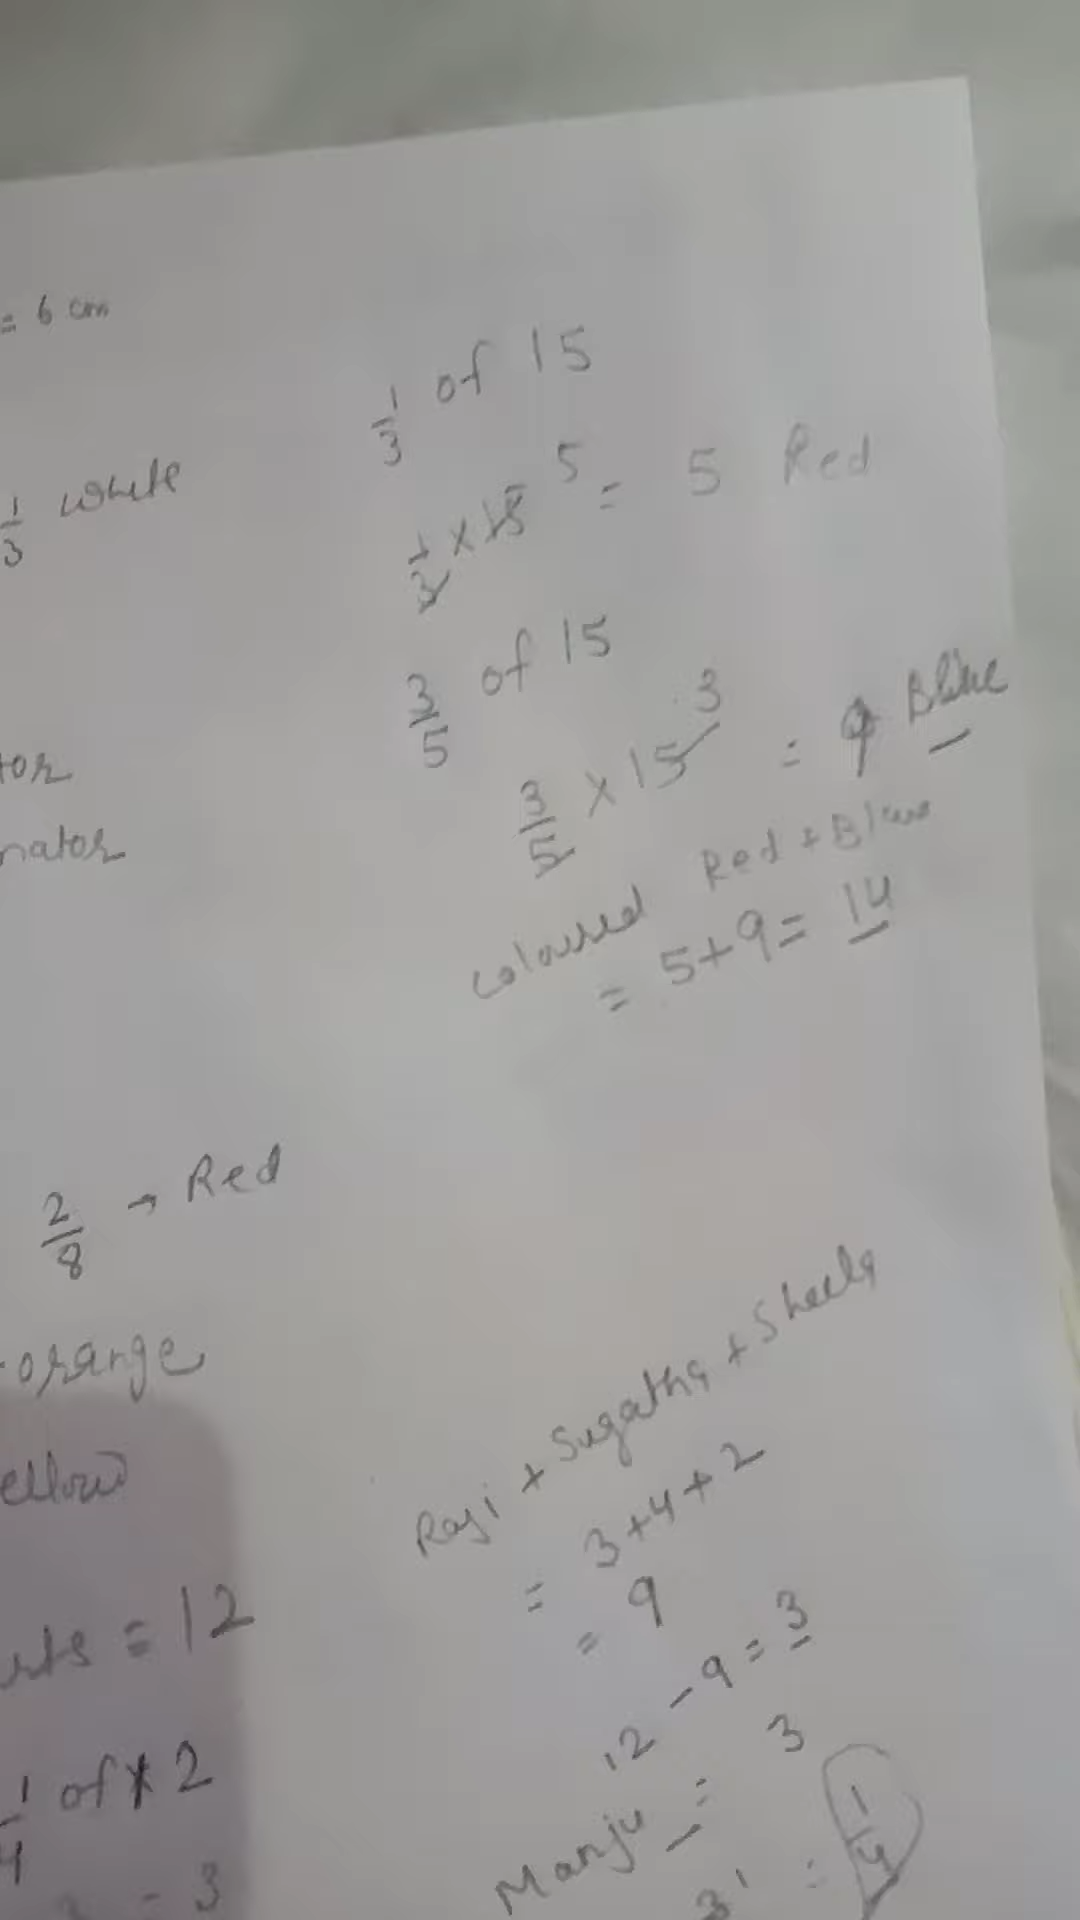 = 6 cm
1/3 of 15
1/3 white
1/3 × 15 5 = 5 Red
3/5 of 15
tor
3/5 × 15 3 = 9 Blue
nator
coloured Red + Blue
= 5+9 = 14
2/8 → Red
orange
ellow
Raji + Sugatha + Sheela
= 3+4+2
= 9
= 12
12 - 9 = 3
1/4 of 12
Manju = 3
= 3
3 1 = 1/4